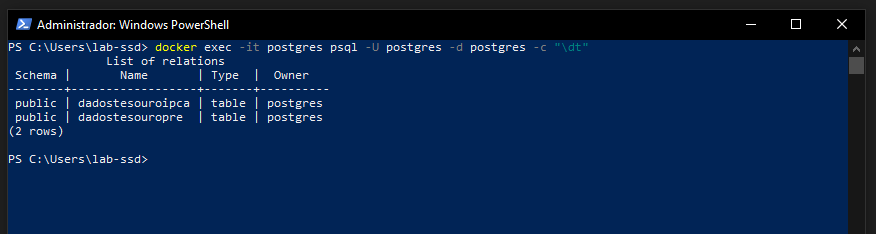 Administrador: Windows PowerShell
PS C:\Users\lab-ssd> docker exec -it postgres psql -U postgres -d postgres -c "\dt"
             List of relations
 Schema |       Name       | Type  |  Owner
--------+------------------+-------+----------
 public | dadostesouroipca | table | postgres
 public | dadostesouropre  | table | postgres
(2 rows)

PS C:\Users\lab-ssd>